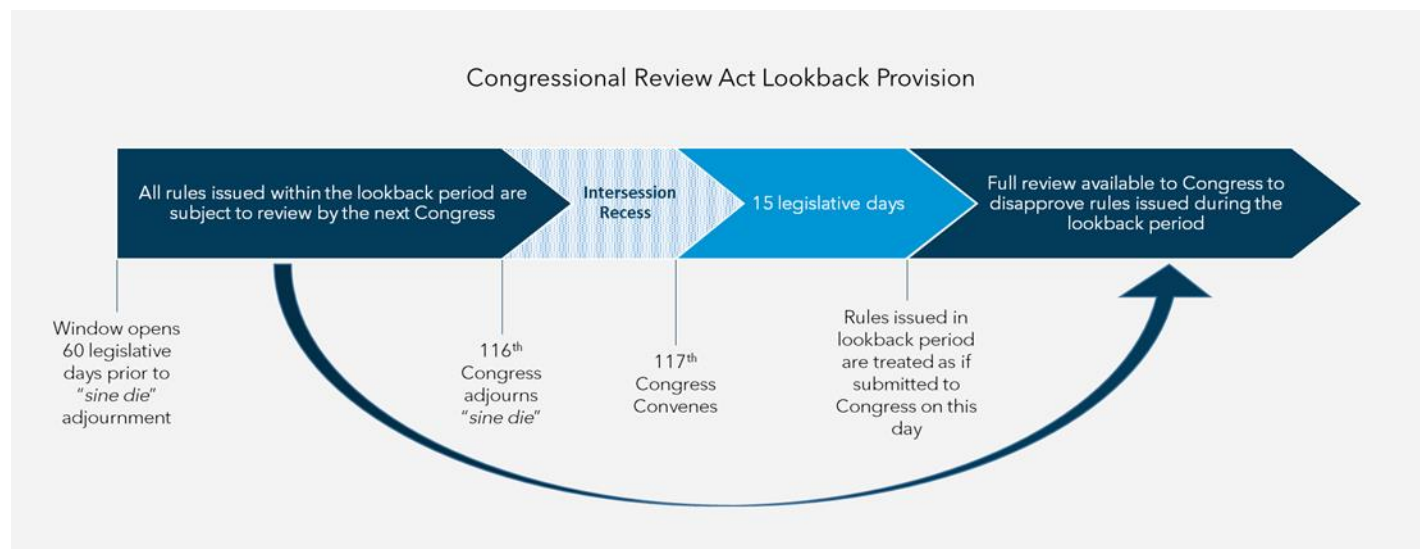 Congressional Review Act Lookback Provision
All rules issued within the lookback period are
subject to review by the next Congress
Intersession
Recess
15 legislative days
Full review available to Congress to
disapprove rules issued during the
lookback period
Window opens
60 legislative
days prior to
“sine die”
adjournment
116th
Congress
adjourns
“sine die”
117th
Congress
Convenes
Rules issued in
lookback period
are treated as if
submitted to
Congress on this
day